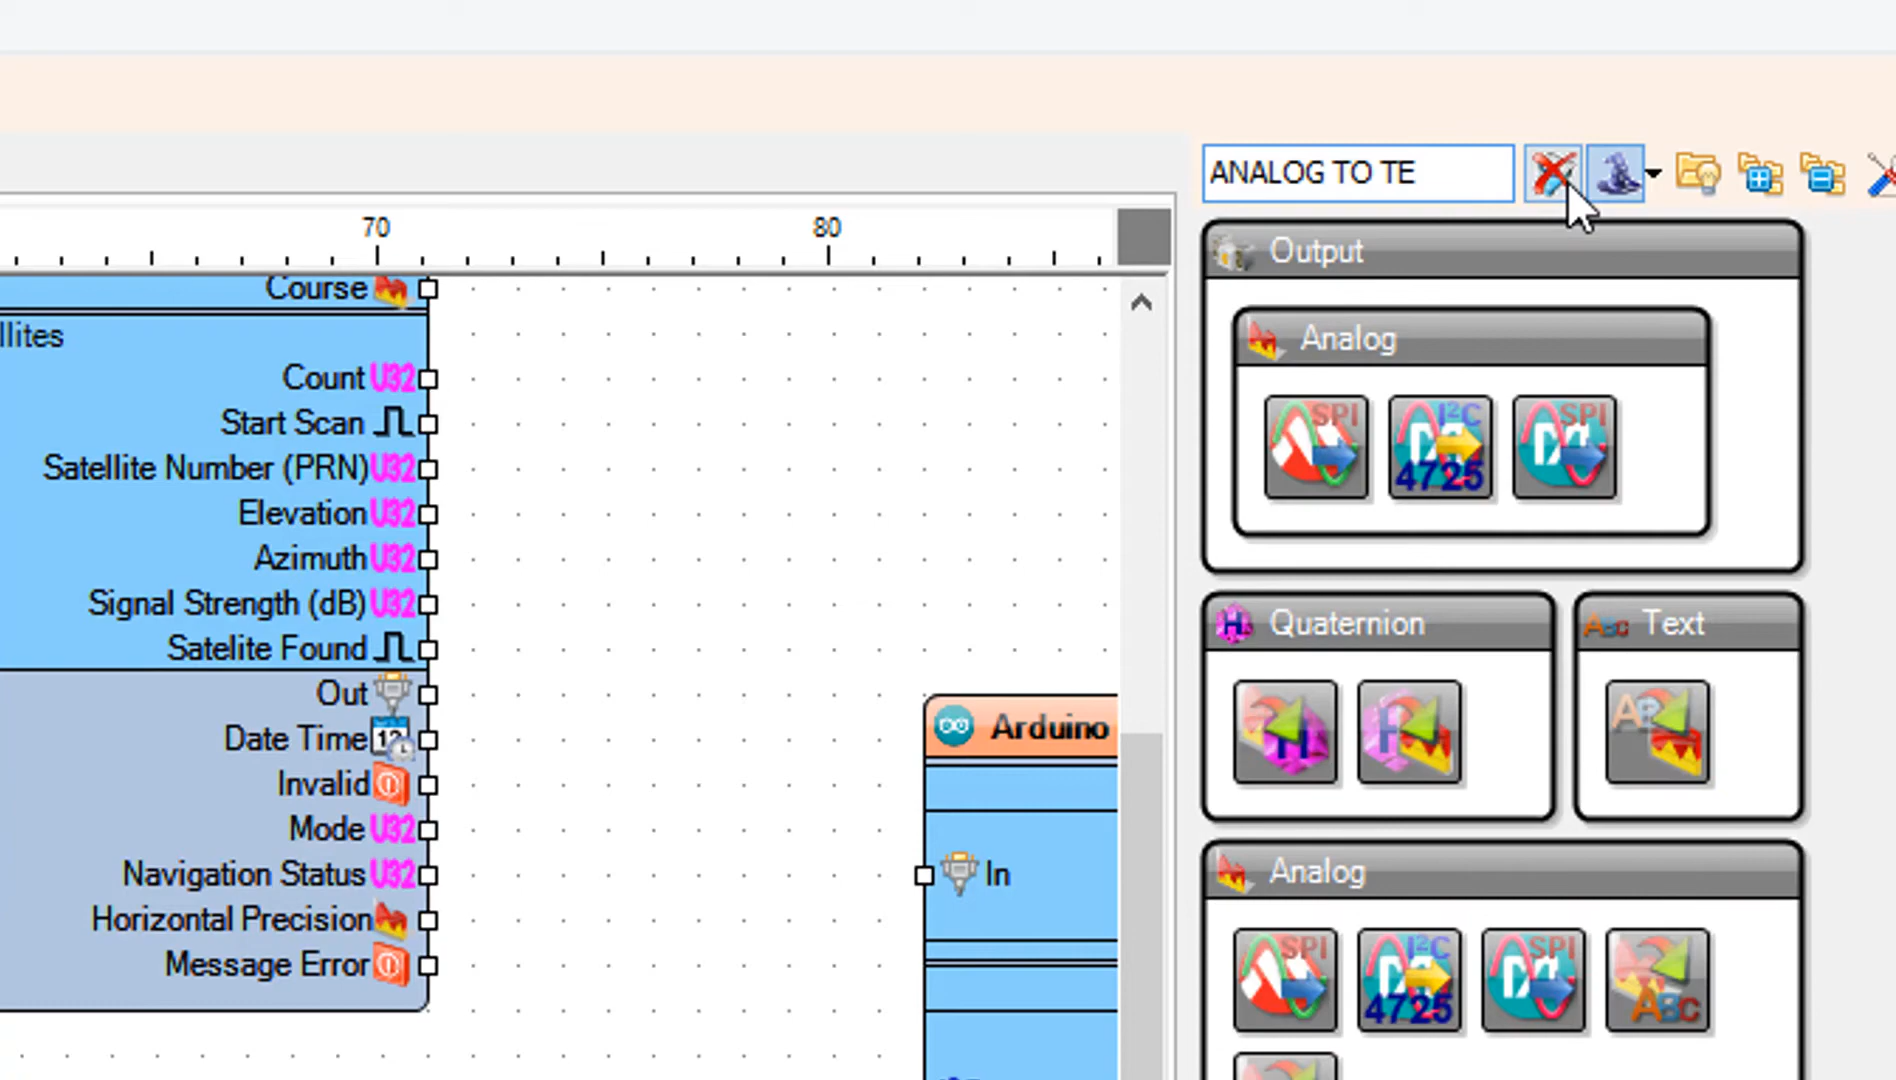 ANALOG TO TE
70
80
Course
llites
Count U32
Start Scan
Satellite Number (PRN) U32
Elevation U32
Azimuth U32
Signal Strength (dB) U32
Satelite Found
Out
Date Time 12
Invalid
Mode U32
Navigation Status U32
Horizontal Precision
Message Error
Arduino
In
Output
Analog
SPI
I²C
4725
SPI
Quaternion
Text
Analog
SPI
I²C
4725
SPI
ABC